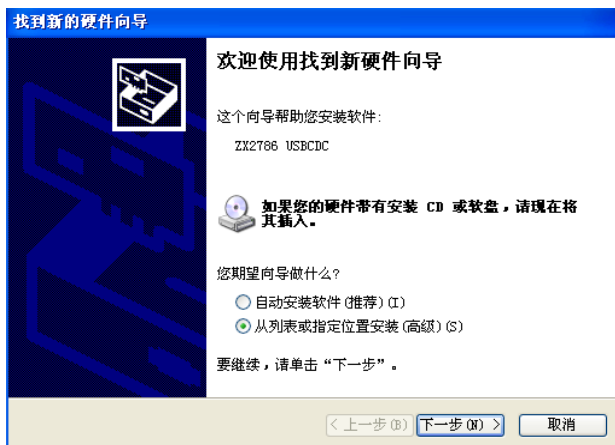 找到新的硬件向导
欢迎使用找到新硬件向导
这个向导帮助您安装软件:
ZX2786 USBCDC
如果您的硬件带有安装 CD 或软盘，请现在将
其插入。
您期望向导做什么?
自动安装软件(推荐)(I)
从列表或指定位置安装(高级)(S)
要继续，请单击“下一步”。
< 上一步(B) 下一步(N) > 取消